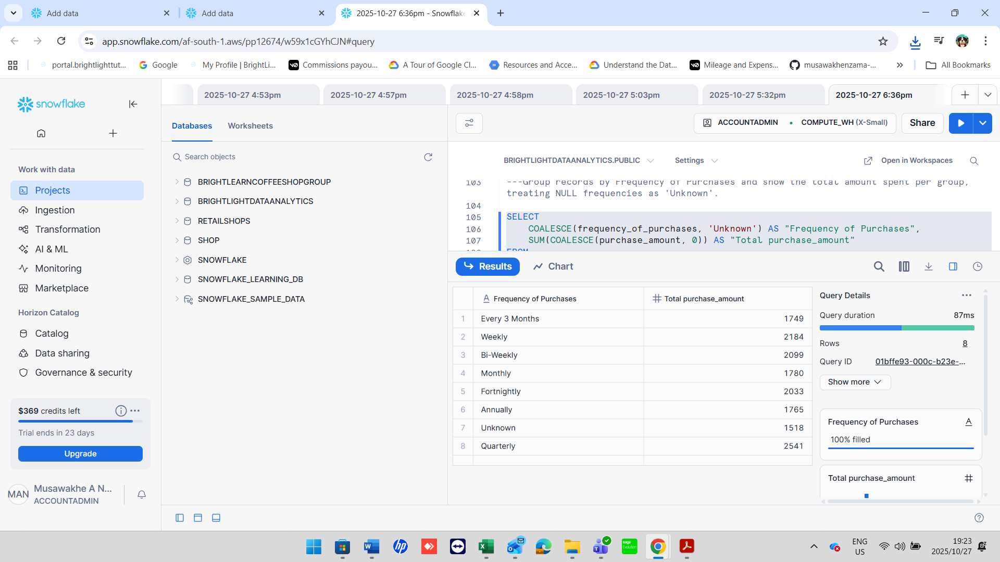 Add data
Add data
2025-10-27 6:36pm - Snowflake
app.snowflake.com/af-south-1.aws/pp12674/w59x1cGYhCJN#query
portal.brightlighttut...
Google
My Profile | BrightLi...
Commissions payou...
A Tour of Google Cl...
Resources and Acce...
Understand the Dat...
Mileage and Expens...
musawakhenzama-...
All Bookmarks
snowflake
2025-10-27 4:53pm
2025-10-27 4:57pm
2025-10-27 4:58pm
2025-10-27 5:03pm
2025-10-27 5:32pm
2025-10-27 6:36pm
Work with data
Projects
Ingestion
Transformation
AI & ML
Monitoring
Marketplace
Horizon Catalog
Catalog
Data sharing
Governance & security
$369 credits left
Trial ends in 23 days
Upgrade
MAN
Musawakhe A N...
ACCOUNTADMIN
Databases
Worksheets
Search objects
BRIGHTLEARNCOFFEESHOPGROUP
BRIGHTLIGHTDATAANALYTICS
RETAILSHOPS
SHOP
SNOWFLAKE
SNOWFLAKE_LEARNING_DB
SNOWFLAKE_SAMPLE_DATA
ACCOUNTADMIN
COMPUTE_WH (X-Small)
Share
BRIGHTLIGHTDATAANALYTICS.PUBLIC
Settings
Open in Workspaces
103 ---Group records by Frequency of Purchases and show the total amount spent per group,
treating NULL frequencies as 'Unknown'.
104
105 SELECT
106 COALESCE(frequency_of_purchases, 'Unknown') AS "Frequency of Purchases",
107 SUM(COALESCE(purchase_amount, 0)) AS "Total purchase_amount"
108 FROM
Results
Chart
Frequency of Purchases Total purchase_amount
1 Every 3 Months 1749
2 Weekly 2184
3 Bi-Weekly 2099
4 Monthly 1780
5 Fortnightly 2033
6 Annually 1765
7 Unknown 1518
8 Quarterly 2541
Query Details
Query duration 87ms
Rows 8
Query ID 01bffe93-000c-b23e-...
Show more
Frequency of Purchases
100% filled
Total purchase_amount
ENG
US
19:23
2025/10/27